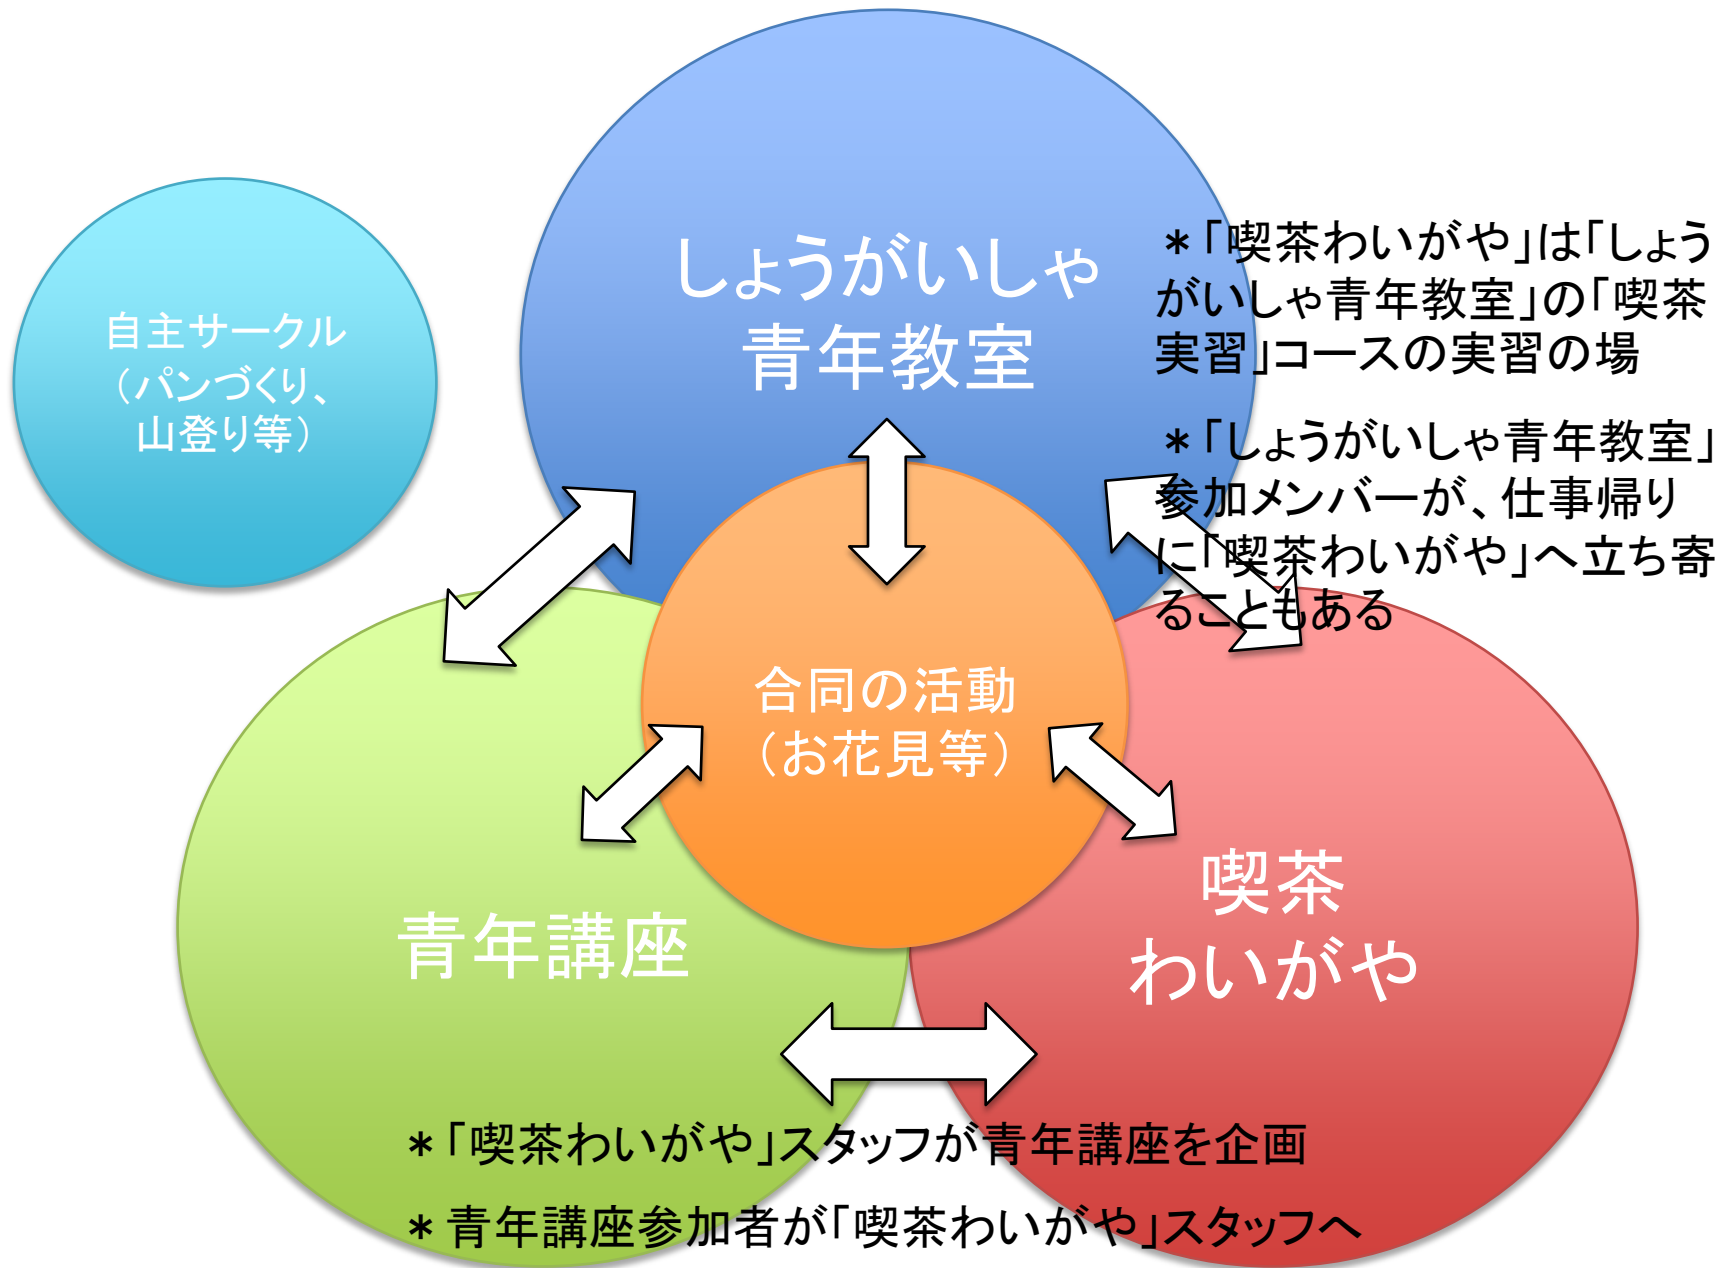 しょうがいしゃ
青年教室
自主サークル
（パンづくり、
山登り等）
＊「喫茶わいがや」は「しょう
がいしゃ青年教室」の「喫茶
実習」コースの実習の場
＊「しょうがいしゃ青年教室」
参加メンバーが、仕事帰り
に「喫茶わいがや」へ立ち寄
ることもある
合同の活動
（お花見等）
青年講座
喫茶
わいがや
＊「喫茶わいがや」スタッフが青年講座を企画
＊青年講座参加者が「喫茶わいがや」スタッフへ